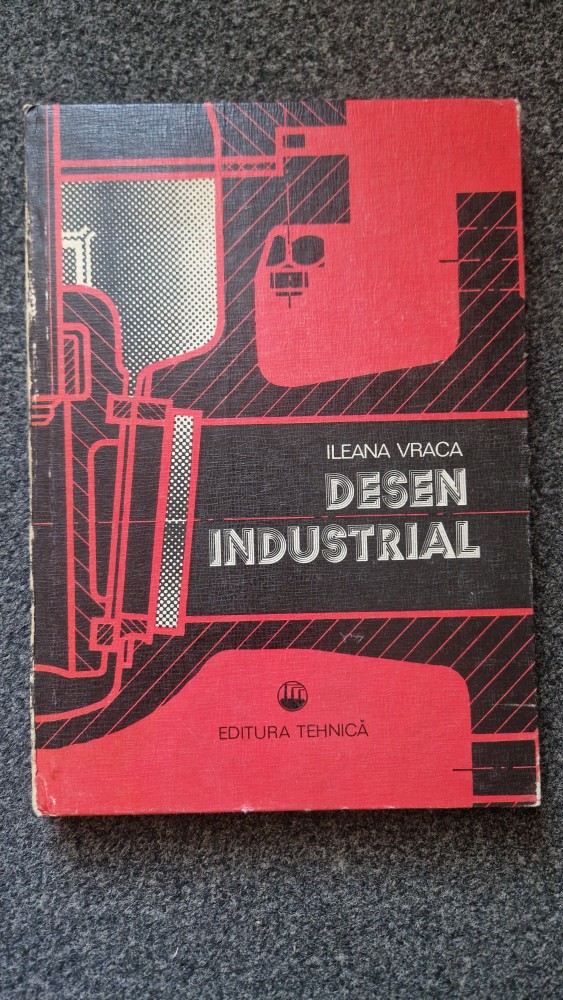 ILEANA VRACA
DESEN
INDUSTRIAL
EDITURA TEHNICĂ